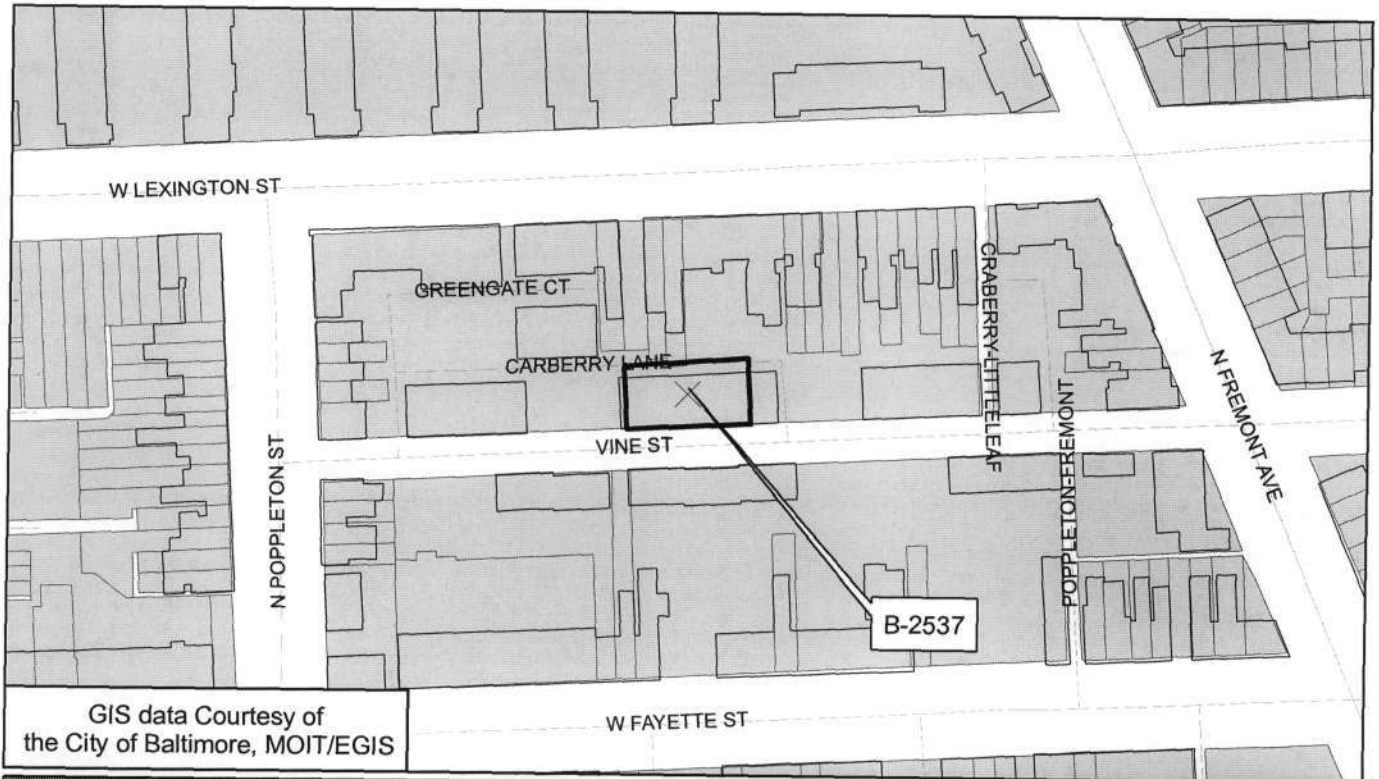 W LEXINGTON ST
GREENGATE CT
CRABERRY-LITTLELEAF
CARBERRY LANE
N FREMONT AVE
N POPPLETON ST
VINE ST
POPPLETON-FREMONT
B-2537
GIS data Courtesy of
the City of Baltimore, MOIT/EGIS
W FAYETTE ST